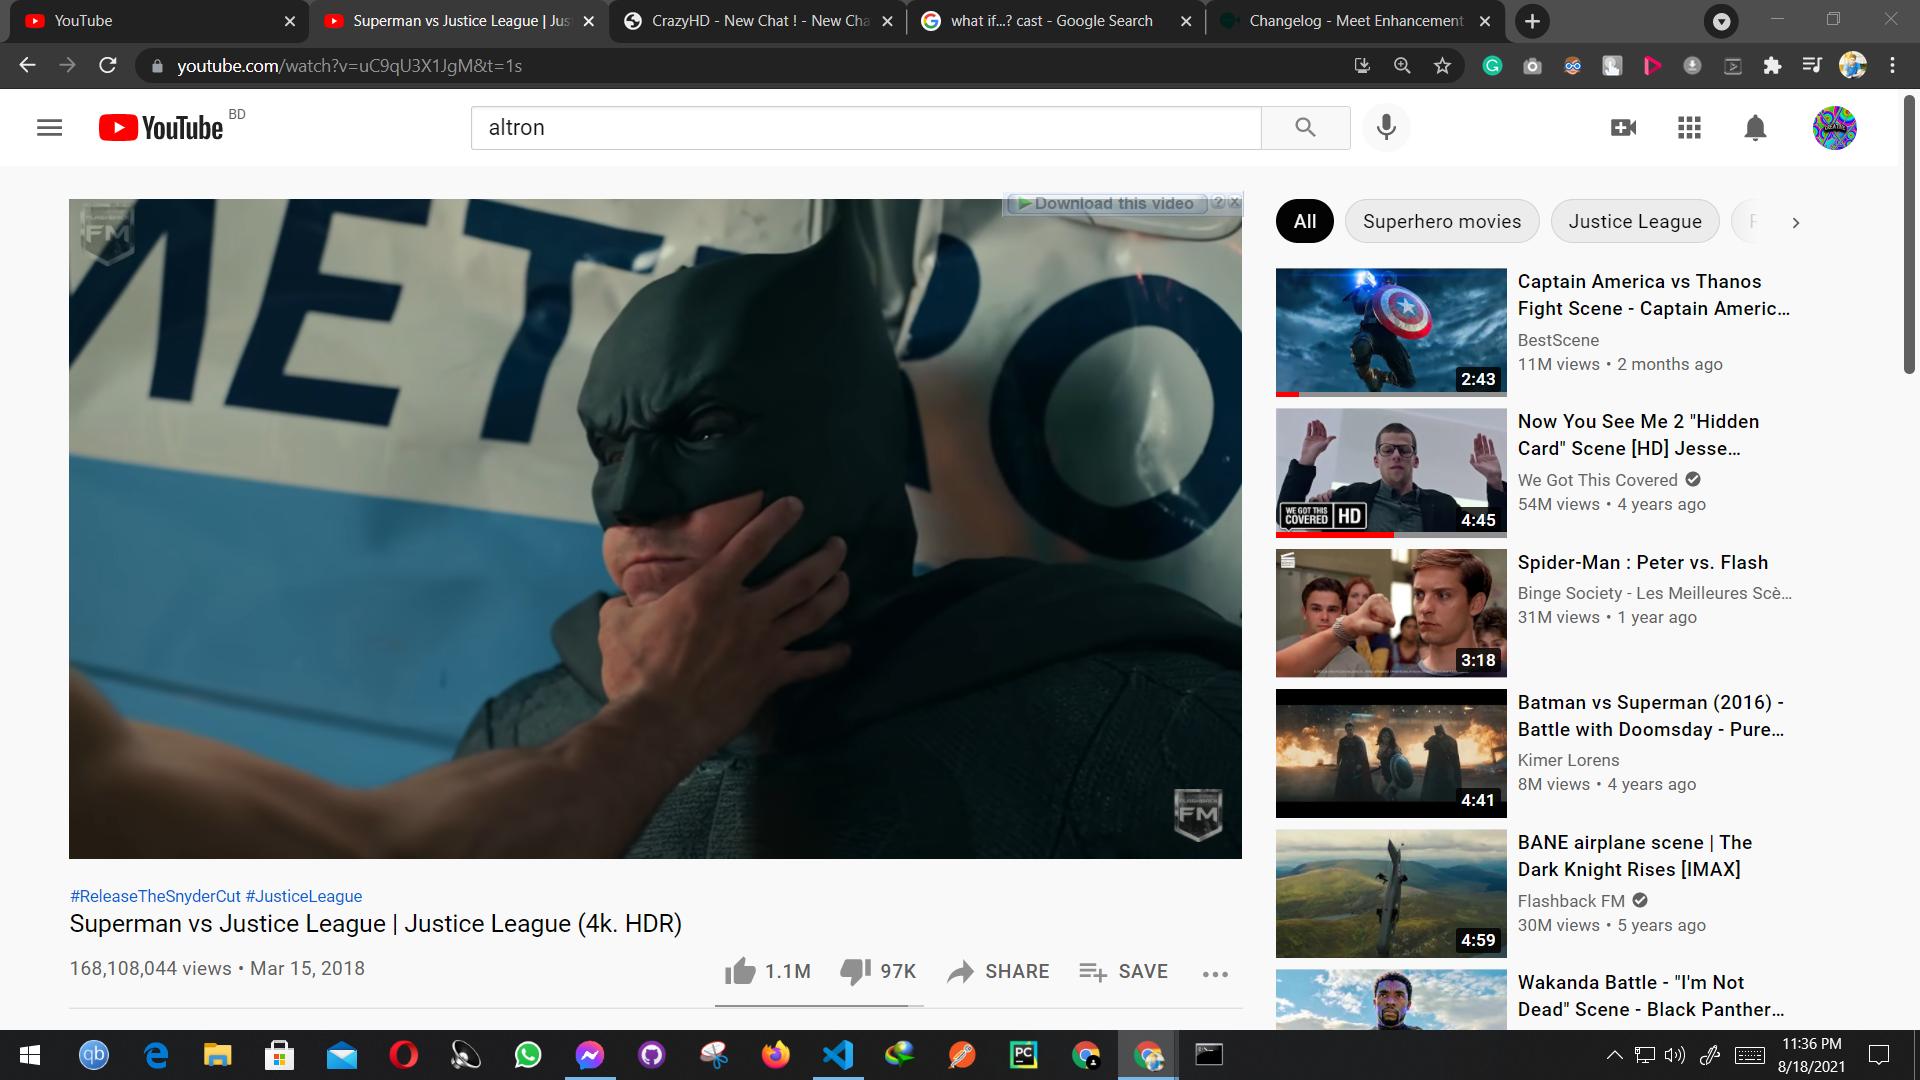 YouTube
Superman vs Justice League | Jus
CrazyHD - New Chat ! - New Cha
what if...? cast - Google Search
Changelog - Meet Enhancement
youtube.com/watch?v=uC9qU3X1JgM&t=1s
YouTube BD
altron
Download this video
FLASHBACK
FM
MET
PO
FLASHBACK
FM
#ReleaseTheSnyderCut #JusticeLeague
Superman vs Justice League | Justice League (4k. HDR)
168,108,044 views • Mar 15, 2018
1.1M
97K
SHARE
SAVE
All
Superhero movies
Justice League
Captain America vs Thanos
Fight Scene - Captain Americ...
BestScene
11M views • 2 months ago
2:43
Now You See Me 2 "Hidden
Card" Scene [HD] Jesse...
We Got This Covered
54M views • 4 years ago
WE GOT THIS
COVERED HD
4:45
Spider-Man : Peter vs. Flash
Binge Society - Les Meilleures Scè...
31M views • 1 year ago
3:18
Batman vs Superman (2016) -
Battle with Doomsday - Pure...
Kimer Lorens
8M views • 4 years ago
4:41
BANE airplane scene | The
Dark Knight Rises [IMAX]
Flashback FM
30M views • 5 years ago
4:59
Wakanda Battle - "I'm Not
Dead" Scene - Black Panther...
qb
PC
11:36 PM
8/18/2021